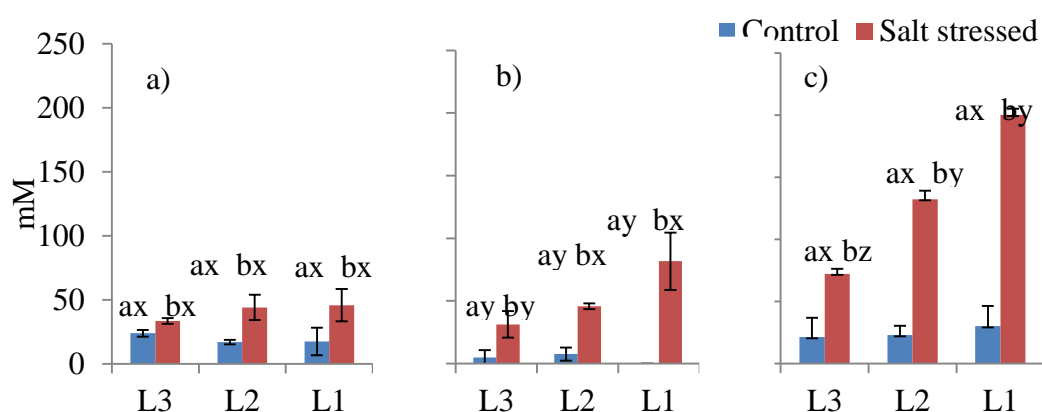 Control Salt stressed
250
200
150
100
50
0
mM
a)
ax bx
ax bx
ax bx
L3 L2 L1
b)
ay by
ay bx
ay bx
L3 L2 L1
c)
ax bz
ax by
ax by
L3 L2 L1